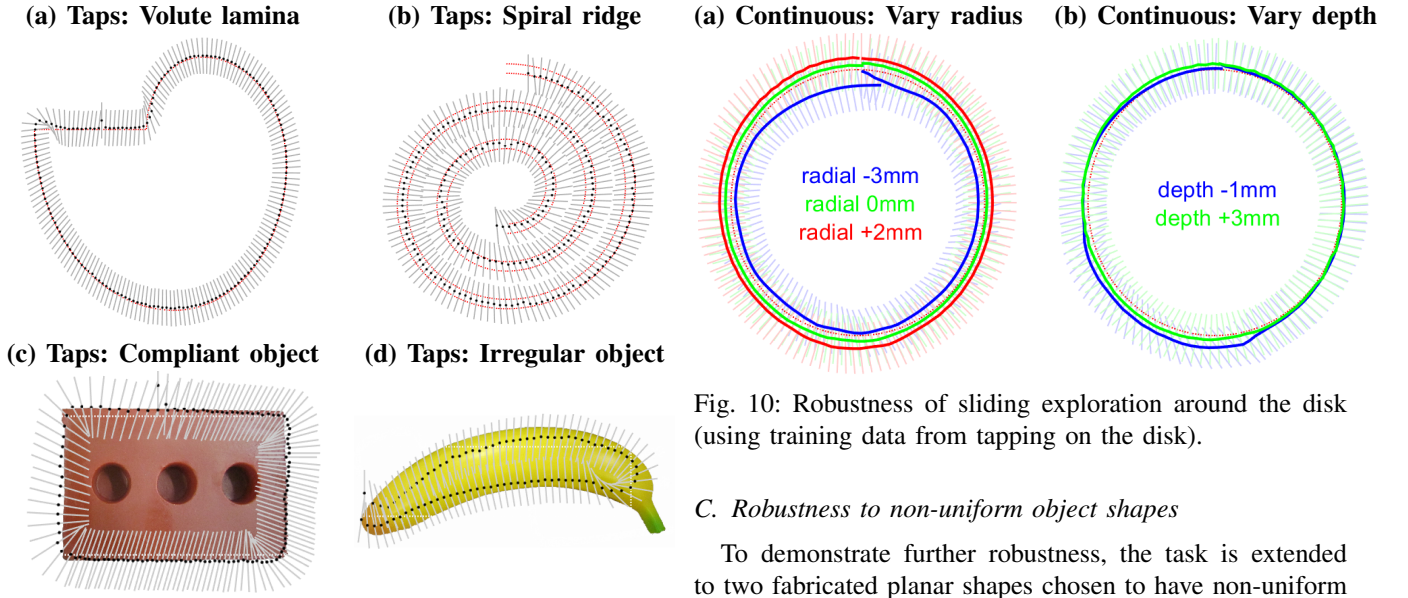 (a) Taps: Volute lamina
(b) Taps: Spiral ridge
(c) Taps: Compliant object
(d) Taps: Irregular object
(a) Continuous: Vary radius
(b) Continuous: Vary depth
radial -3mm
radial 0mm
radial +2mm
depth -1mm
depth +3mm
Fig. 10: Robustness of sliding exploration around the disk
(using training data from tapping on the disk).
C. Robustness to non-uniform object shapes
To demonstrate further robustness, the task is extended
to two fabricated planar shapes chosen to have non-uniform